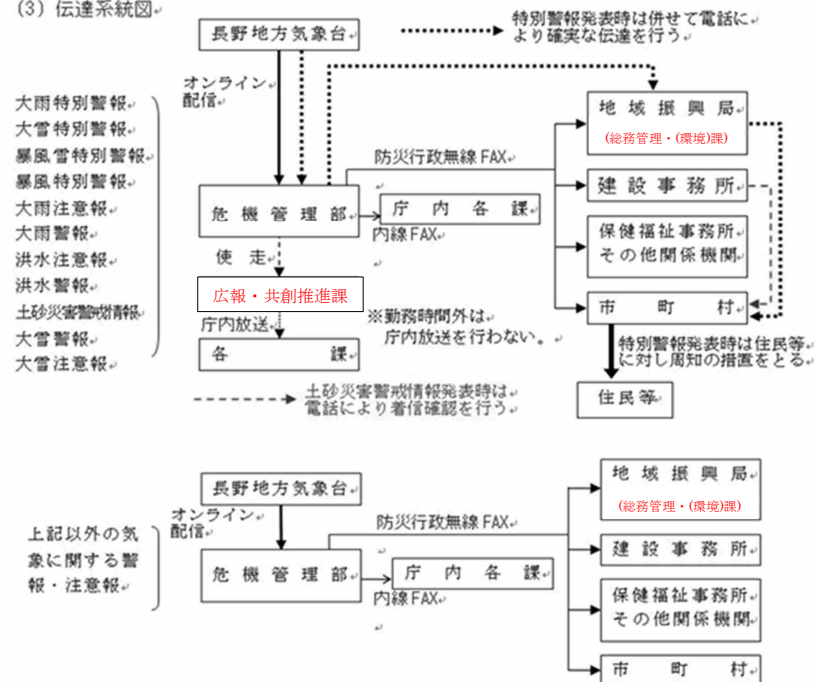 (3) 伝達系統図
長野地方気象台
特別警報発表時は併せて電話に
より確実な伝達を行う
オンライン
配信
大雨特別警報
大雪特別警報
暴風雪特別警報
暴風特別警報
大雨注意報
大雨警報
洪水注意報
洪水警報
土砂災害警戒情報
大雪警報
大雪注意報
地域振興局
(総務管理・(環境)課)
防災行政無線FAX
危機管理部
庁内各課
内線FAX
建設事務所
保健福祉事務所
その他関係機関
使走
広報・共創推進課
庁内放送
※勤務時間外は
庁内放送を行わない。
各課
市町村
特別警報発表時は住民等
に対し周知の措置をとる
住民等
土砂災害警戒情報発表時は
電話により着信確認を行う
長野地方気象台
オンライン
配信
上記以外の気
象に関する警
報・注意報
防災行政無線FAX
危機管理部
庁内各課
内線FAX
地域振興局
(総務管理・(環境)課)
建設事務所
保健福祉事務所
その他関係機関
市町村